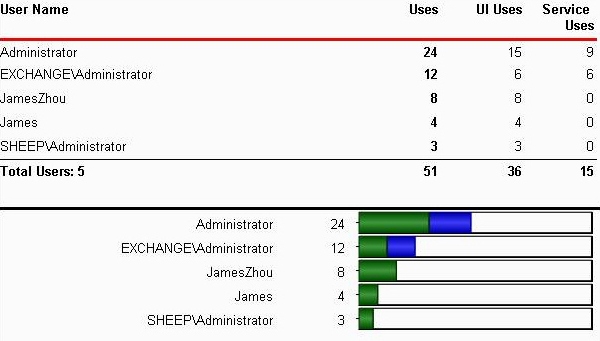 User Name Uses UI Uses Service Uses
Administrator 24 15 9
EXCHANGE\Administrator 12 6 6
JamesZhou 8 8 0
James 4 4 0
SHEEP\Administrator 3 3 0
Total Users: 5 51 36 15
Administrator 24
EXCHANGE\Administrator 12
JamesZhou 8
James 4
SHEEP\Administrator 3